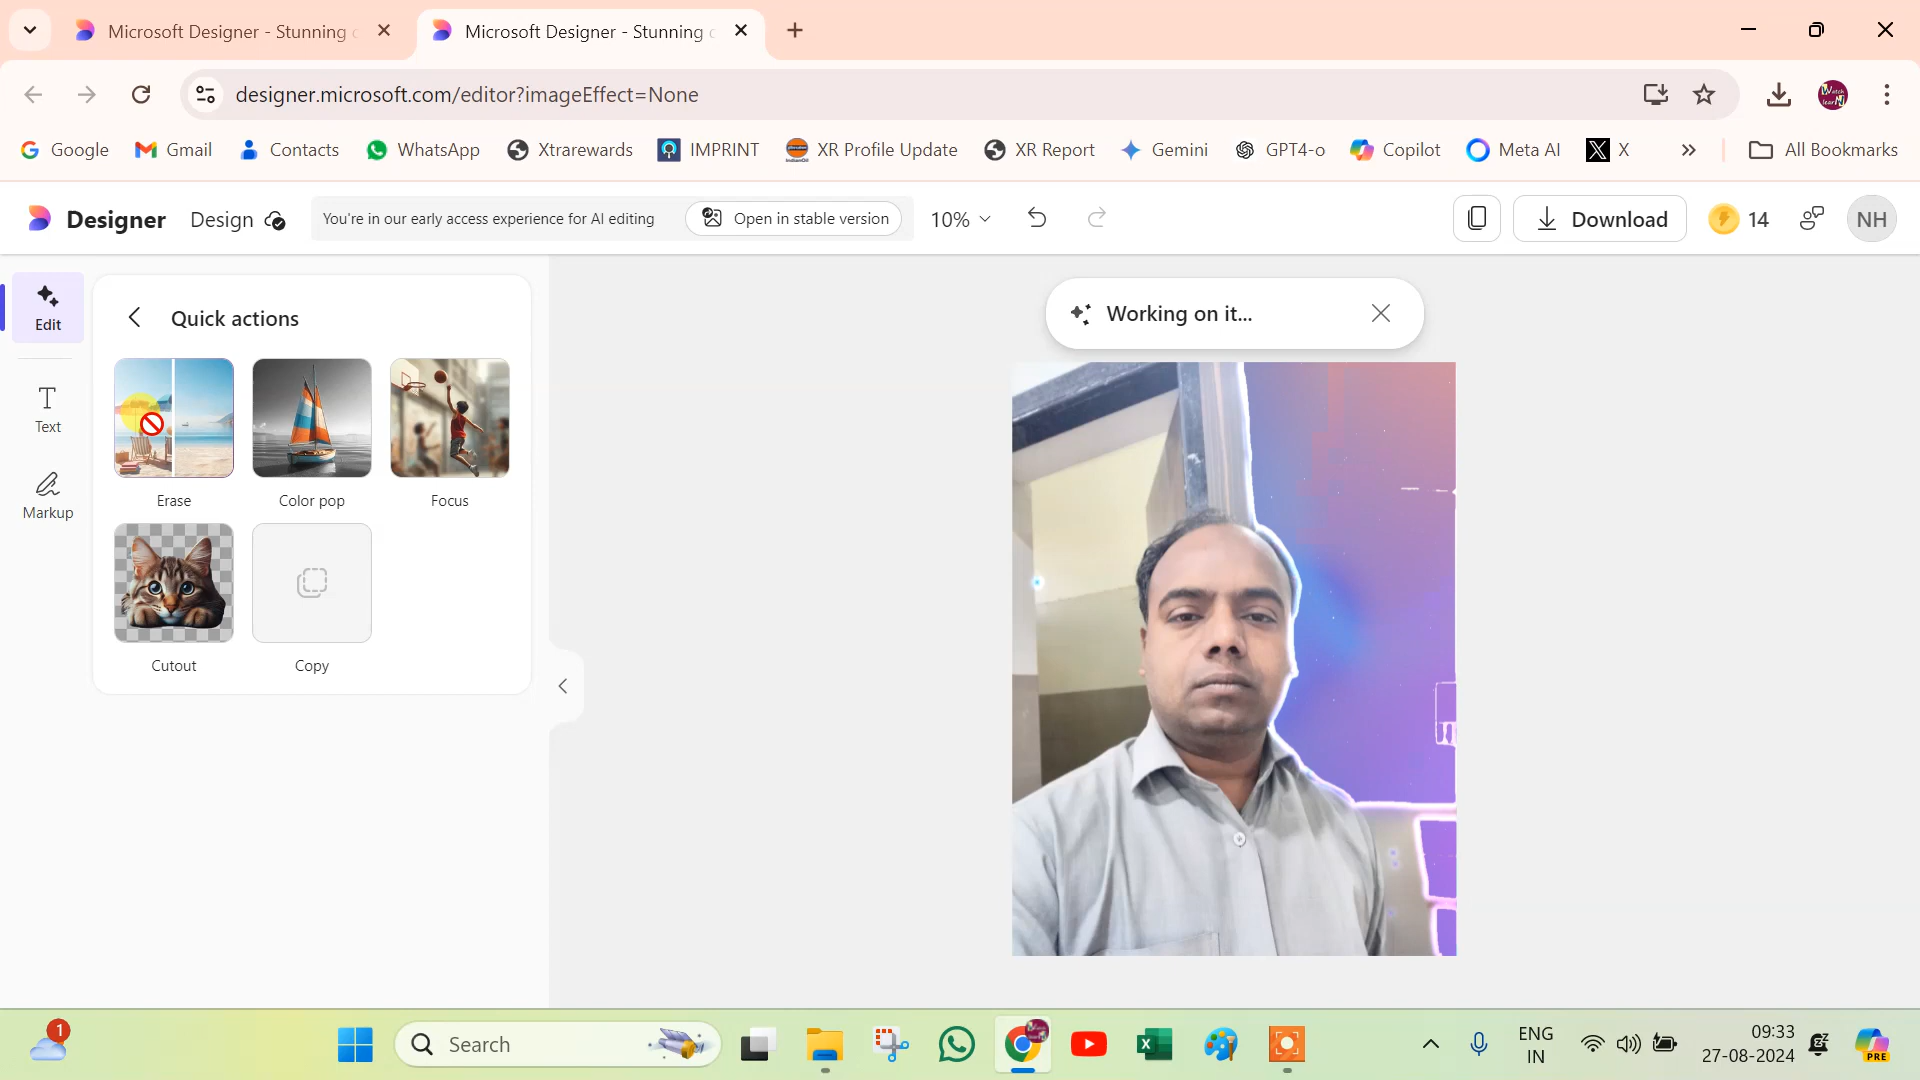 Microsoft Designer - Stunning
Microsoft Designer - Stunning
designer.microsoft.com/editor?imageEffect=None
Google
Gmail
Contacts
WhatsApp
Xtrarewards
IMPRINT
XR Profile Update
XR Report
Gemini
GPT4-o
Copilot
Meta AI
X
All Bookmarks
Designer
Design
You're in our early access experience for AI editing
Open in stable version
10%
Download
14
NH
Edit
Text
Markup
Quick actions
Erase
Color pop
Focus
Cutout
Copy
Working on it...
1
Search
ENG
IN
09:33
27-08-2024
PRE